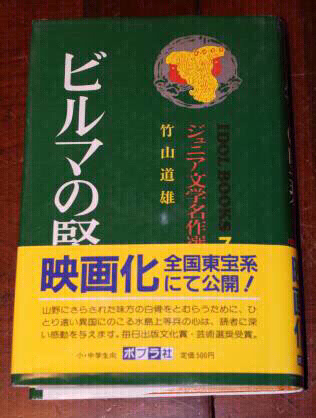 ビルマの竪
竹山道雄
IDOL BOOKS 7
ジュニア文学名作選
映画化 全国東宝系
にて公開！
山野にさらされた味方の白骨をとむらうために、ひ
とり遠い異国にのこる水島上等兵の心は、読者に深
い感動を与えます。毎日出版文化賞・芸術選奨受賞。
小・中学生向 ポプラ社 定価500円
映画化